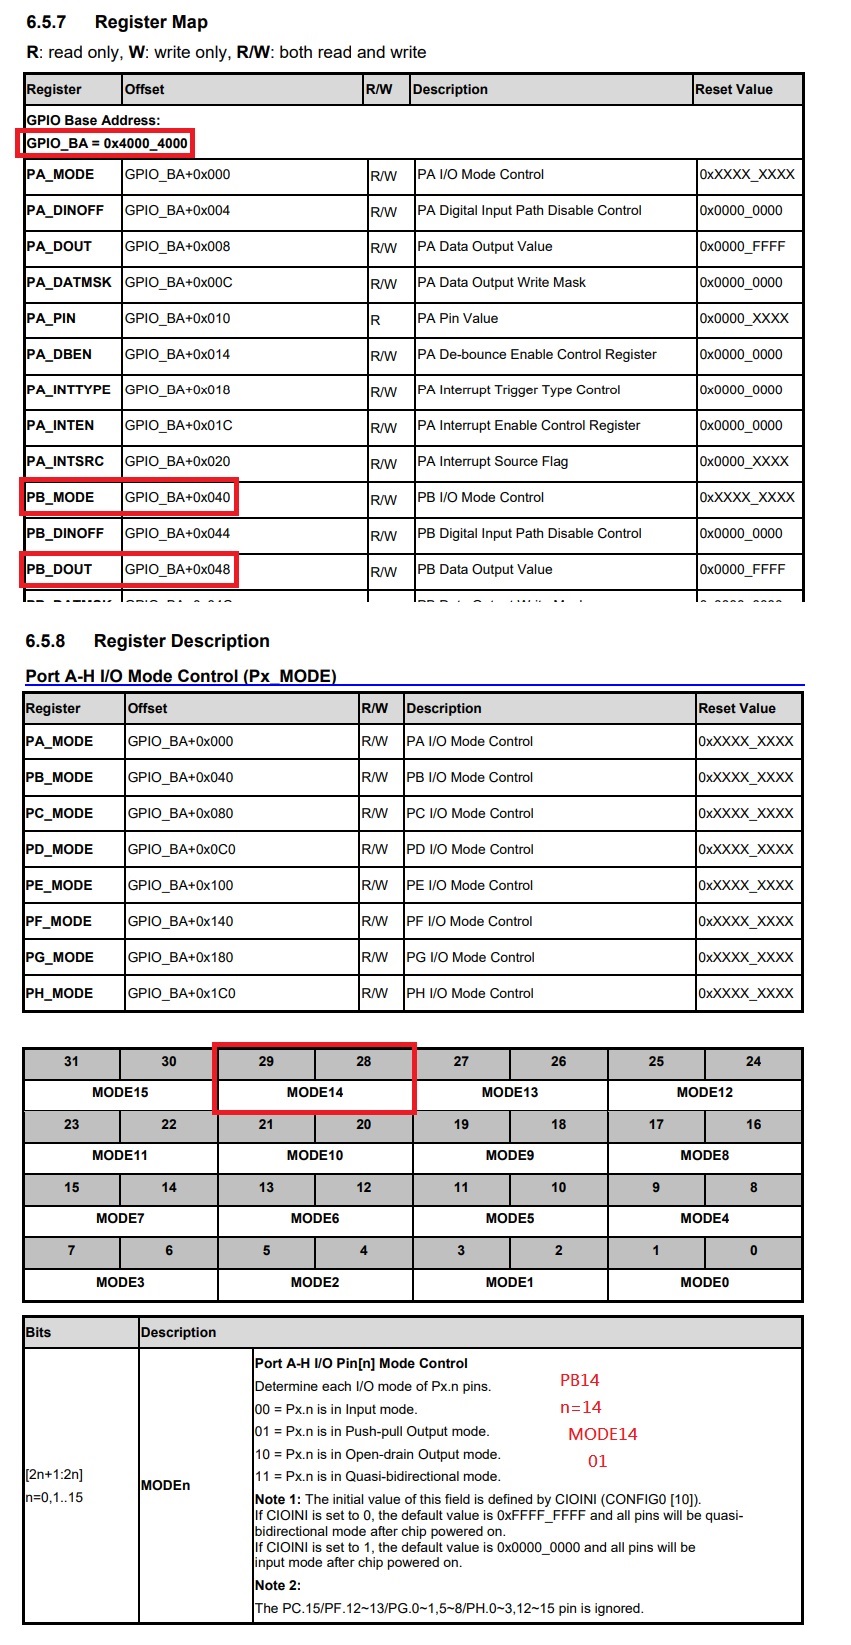 6.5.7 Register Map
R: read only, W: write only, R/W: both read and write
Register Offset R/W Description Reset Value
GPIO Base Address:
GPIO_BA = 0x4000_4000
PA_MODE GPIO_BA+0x000 R/W PA I/O Mode Control 0xXXXX_XXXX
PA_DINOFF GPIO_BA+0x004 R/W PA Digital Input Path Disable Control 0x0000_0000
PA_DOUT GPIO_BA+0x008 R/W PA Data Output Value 0x0000_FFFF
PA_DATMSK GPIO_BA+0x00C R/W PA Data Output Write Mask 0x0000_0000
PA_PIN GPIO_BA+0x010 R PA Pin Value 0x0000_XXXX
PA_DBEN GPIO_BA+0x014 R/W PA De-bounce Enable Control Register 0x0000_0000
PA_INTTYPE GPIO_BA+0x018 R/W PA Interrupt Trigger Type Control 0x0000_0000
PA_INTEN GPIO_BA+0x01C R/W PA Interrupt Enable Control Register 0x0000_0000
PA_INTSRC GPIO_BA+0x020 R/W PA Interrupt Source Flag 0x0000_XXXX
PB_MODE GPIO_BA+0x040 R/W PB I/O Mode Control 0xXXXX_XXXX
PB_DINOFF GPIO_BA+0x044 R/W PB Digital Input Path Disable Control 0x0000_0000
PB_DOUT GPIO_BA+0x048 R/W PB Data Output Value 0x0000_FFFF
6.5.8 Register Description
Port A-H I/O Mode Control (Px_MODE)
Register Offset R/W Description Reset Value
PA_MODE GPIO_BA+0x000 R/W PA I/O Mode Control 0xXXXX_XXXX
PB_MODE GPIO_BA+0x040 R/W PB I/O Mode Control 0xXXXX_XXXX
PC_MODE GPIO_BA+0x080 R/W PC I/O Mode Control 0xXXXX_XXXX
PD_MODE GPIO_BA+0x0C0 R/W PD I/O Mode Control 0xXXXX_XXXX
PE_MODE GPIO_BA+0x100 R/W PE I/O Mode Control 0xXXXX_XXXX
PF_MODE GPIO_BA+0x140 R/W PF I/O Mode Control 0xXXXX_XXXX
PG_MODE GPIO_BA+0x180 R/W PG I/O Mode Control 0xXXXX_XXXX
PH_MODE GPIO_BA+0x1C0 R/W PH I/O Mode Control 0xXXXX_XXXX
31 30 29 28 27 26 25 24
MODE15 MODE14 MODE13 MODE12
23 22 21 20 19 18 17 16
MODE11 MODE10 MODE9 MODE8
15 14 13 12 11 10 9 8
MODE7 MODE6 MODE5 MODE4
7 6 5 4 3 2 1 0
MODE3 MODE2 MODE1 MODE0
Bits Description
[2n+1:2n]
n=0,1..15
MODEn
Port A-H I/O Pin[n] Mode Control
Determine each I/O mode of Px.n pins.
00 = Px.n is in Input mode.
01 = Px.n is in Push-pull Output mode.
10 = Px.n is in Open-drain Output mode.
11 = Px.n is in Quasi-bidirectional mode.
Note 1: The initial value of this field is defined by CIOINI (CONFIG0 [10]).
If CIOINI is set to 0, the default value is 0xFFFF_FFFF and all pins will be quasi-
bidirectional mode after chip powered on.
If CIOINI is set to 1, the default value is 0x0000_0000 and all pins will be
input mode after chip powered on.
Note 2:
The PC.15/PF.12~13/PG.0~1,5~8/PH.0~3,12~15 pin is ignored.
PB14
n=14
MODE14
01